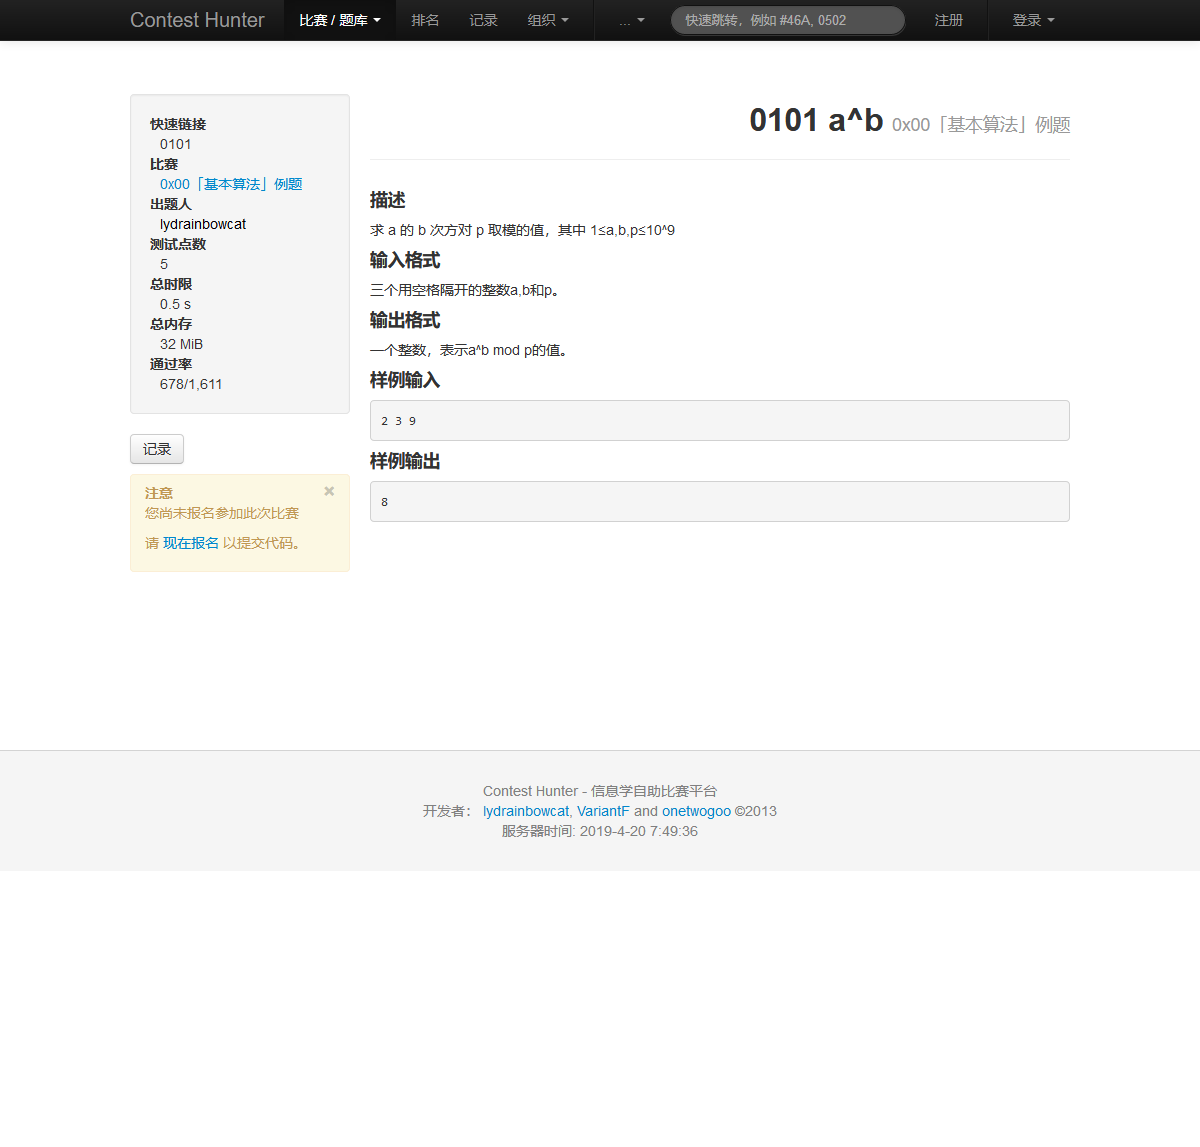 Contest Hunter 比赛 / 题库 排名 记录 组织 ... 快速跳转，例如 #46A, 0502 注册 登录
快速链接
0101
比赛
0x00「基本算法」例题
出题人
lydrainbowcat
测试点数
5
总时限
0.5 s
总内存
32 MiB
通过率
678/1,611
记录
注意 ×
您尚未报名参加此次比赛
请 现在报名 以提交代码。
0101 a^b 0x00「基本算法」例题
描述
求 a 的 b 次方对 p 取模的值，其中 1≤a,b,p≤10^9
输入格式
三个用空格隔开的整数a,b和p。
输出格式
一个整数，表示a^b mod p的值。
样例输入
2 3 9
样例输出
8
Contest Hunter - 信息学自助比赛平台
开发者： lydrainbowcat, VariantF and onetwogoo ©2013
服务器时间: 2019-4-20 7:49:36